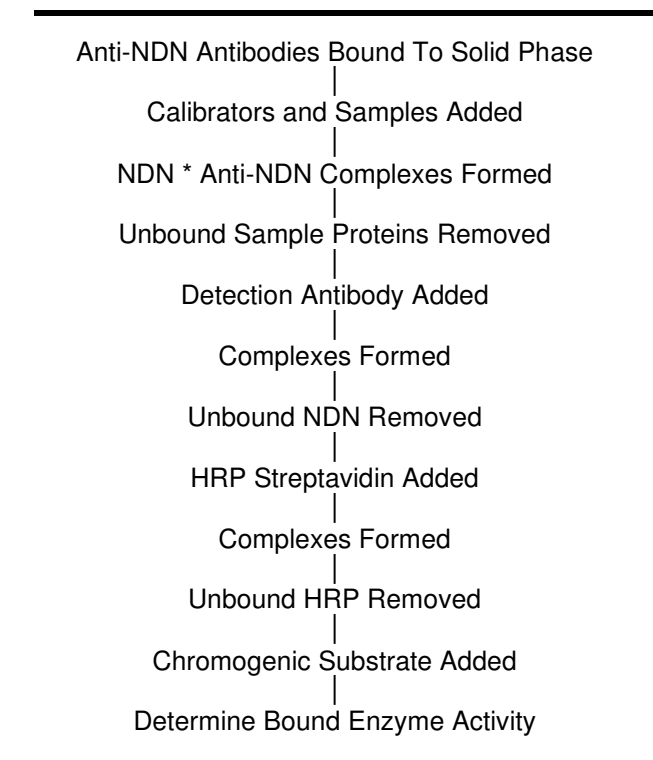 Anti-NDN Antibodies Bound To Solid Phase
Calibrators and Samples Added
NDN * Anti-NDN Complexes Formed
Unbound Sample Proteins Removed
Detection Antibody Added
Complexes Formed
Unbound NDN Removed
HRP Streptavidin Added
Complexes Formed
Unbound HRP Removed
Chromogenic Substrate Added
Determine Bound Enzyme Activity